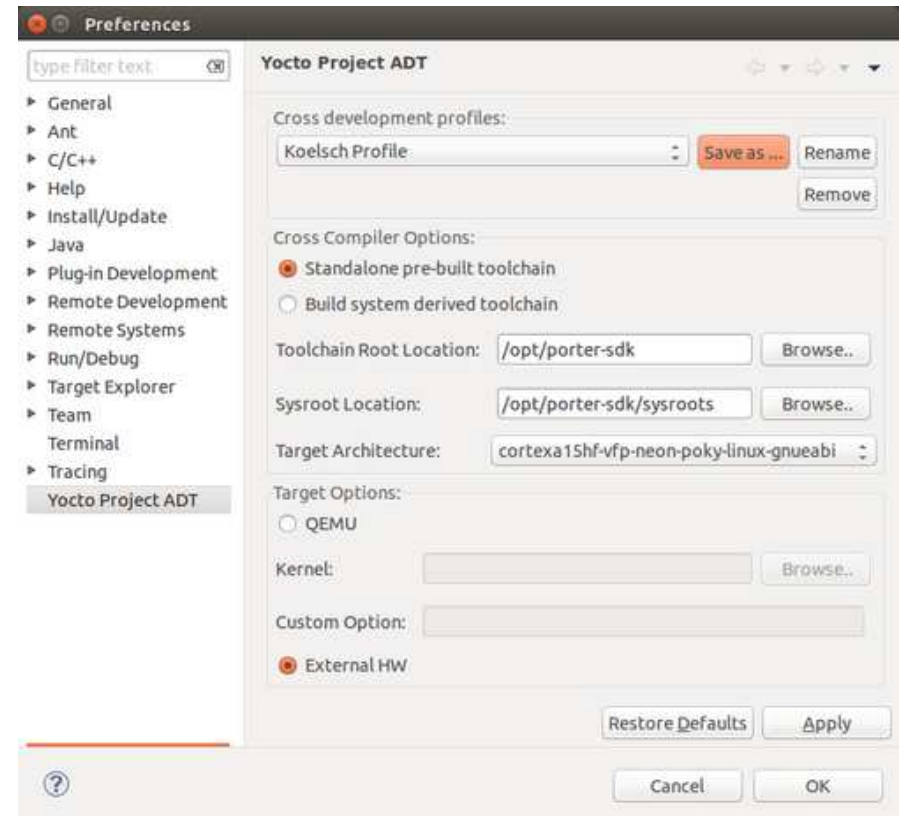 Preferences
type filter text
General
Ant
C/C++
Help
Install/Update
Java
Plug-in Development
Remote Development
Remote Systems
Run/Debug
Target Explorer
Team
Terminal
Tracing
Yocto Project ADT
Yocto Project ADT
Cross development profiles:
Koelsch Profile Save as ... Rename
Remove
Cross Compiler Options:
Standalone pre-built toolchain
Build system derived toolchain
Toolchain Root Location: /opt/porter-sdk Browse..
Sysroot Location: /opt/porter-sdk/sysroots Browse..
Target Architecture: cortexa15hf-vfp-neon-poky-linux-gnueabi
Target Options:
QEMU
Kernel: Browse..
Custom Option:
External HW
Restore Defaults Apply
? Cancel OK